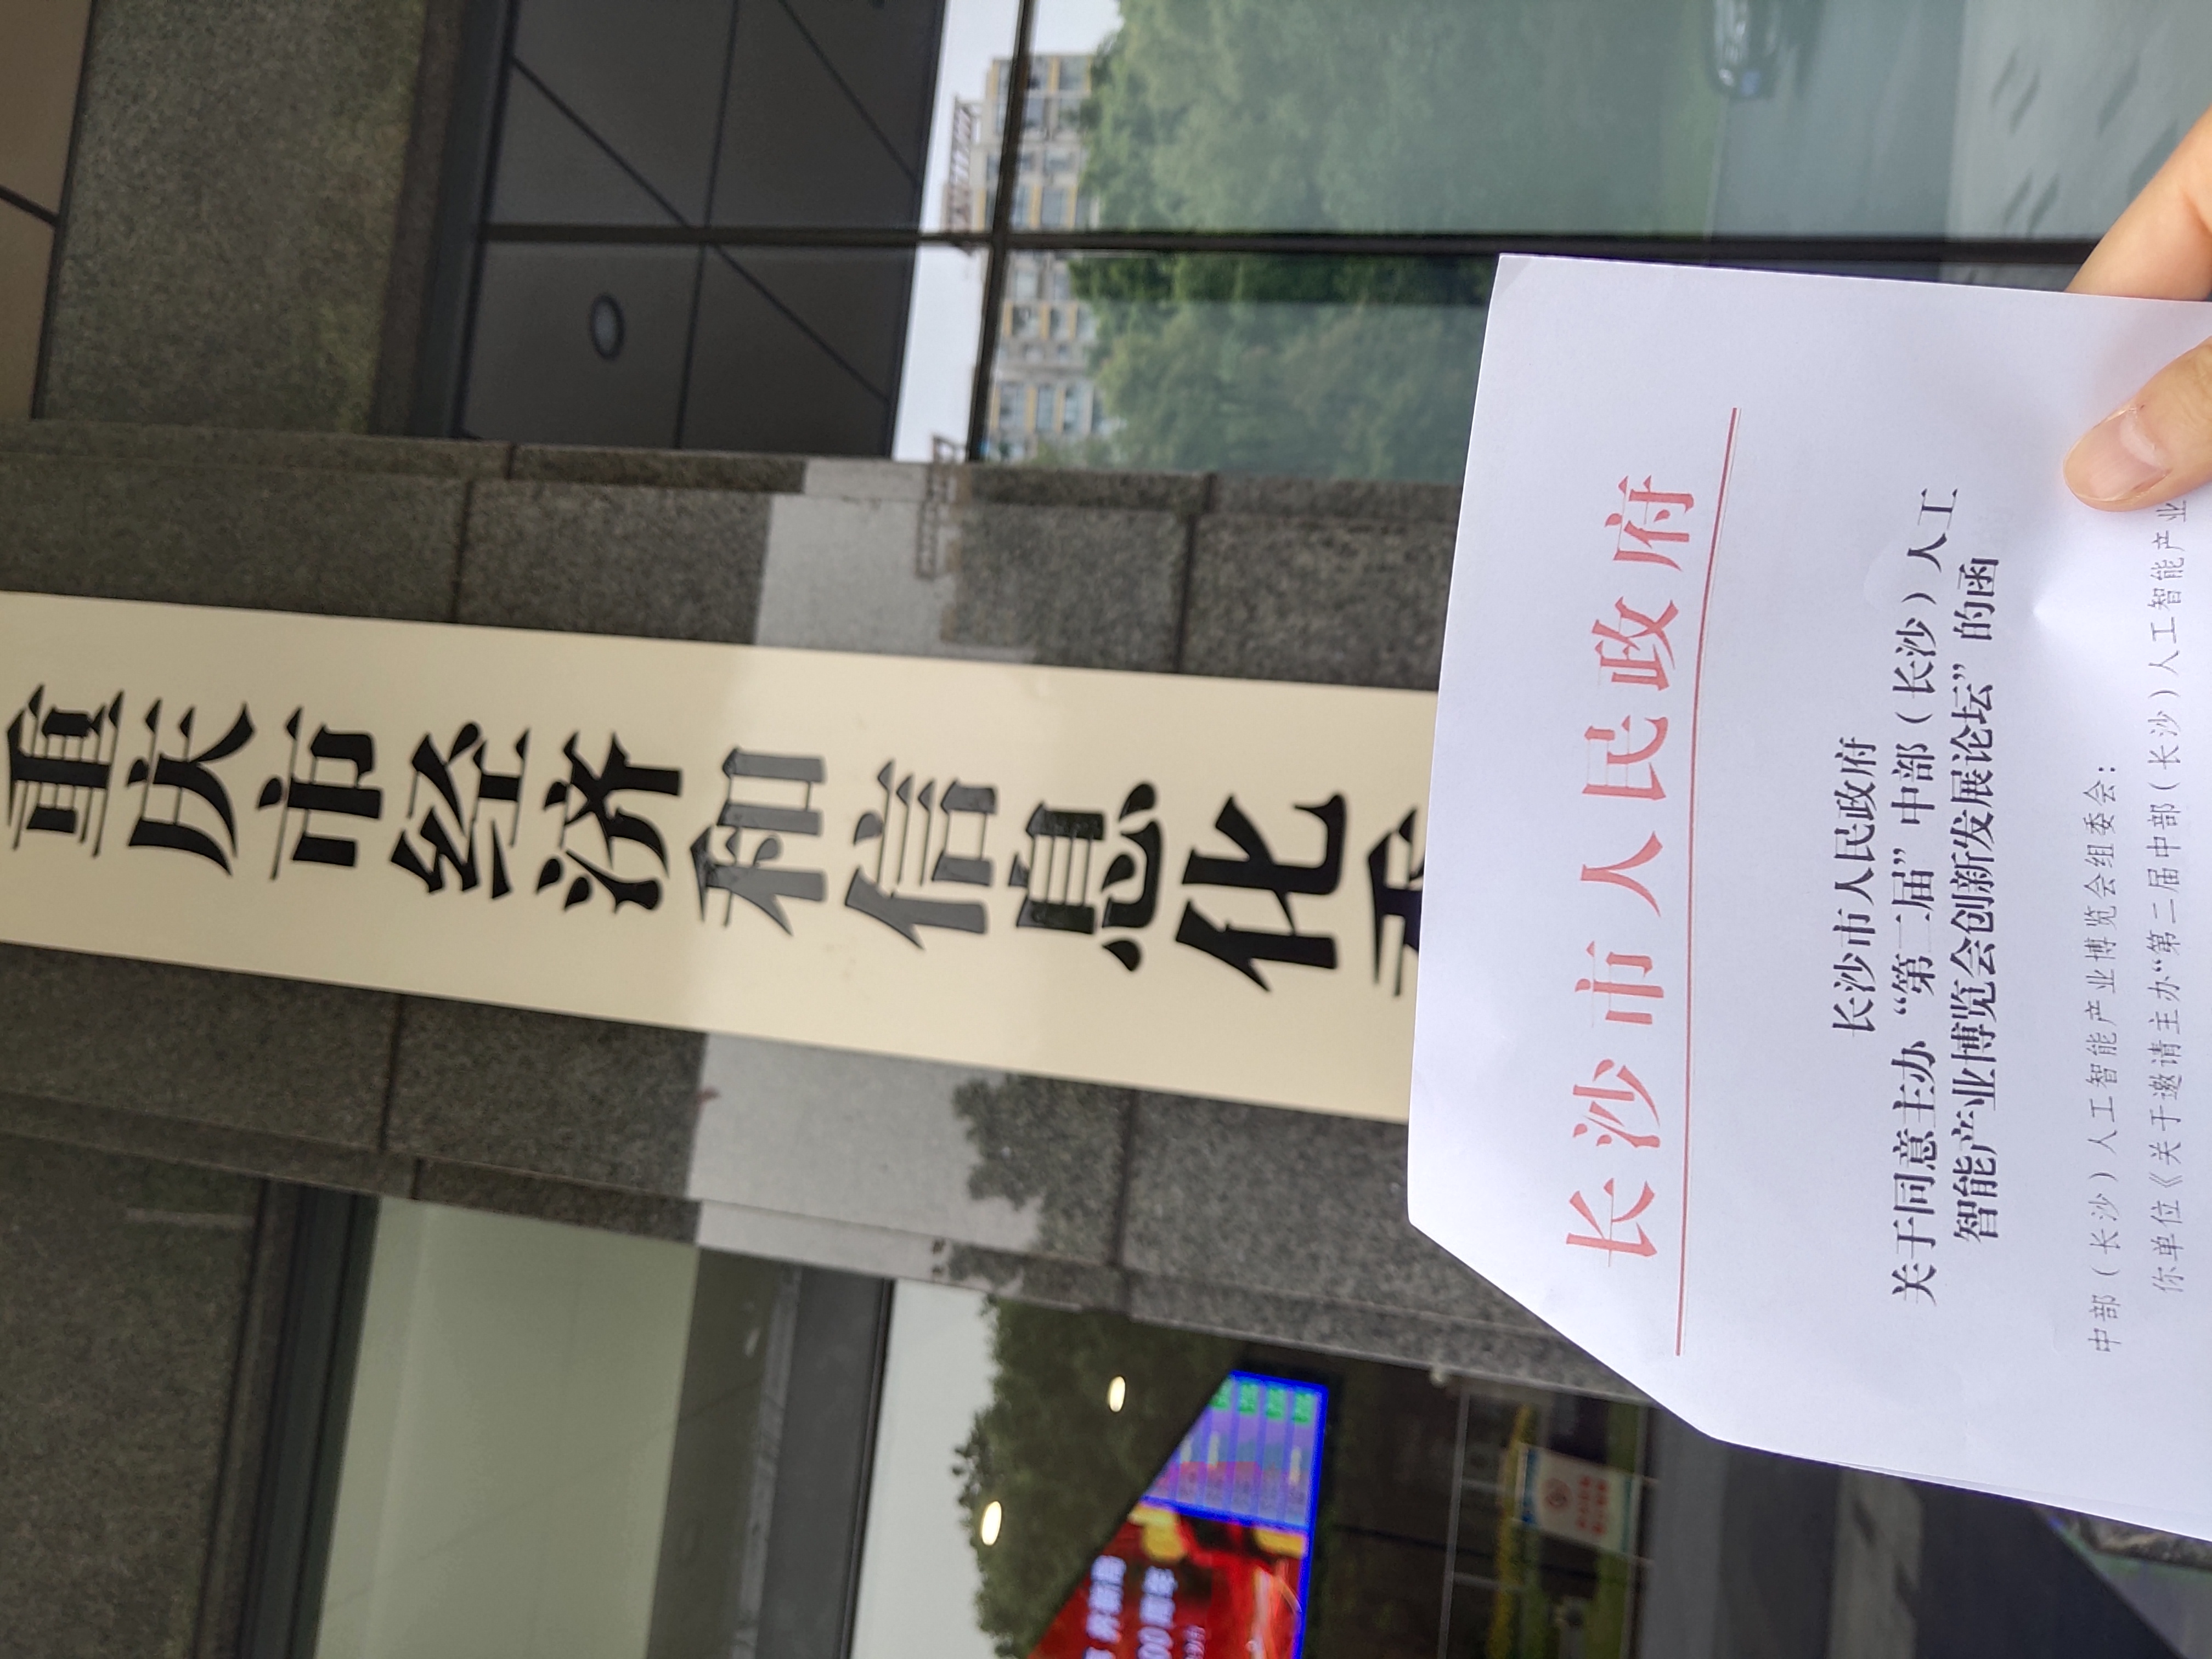 重庆市经济和信息化委
长沙市人民政府
长沙市人民政府
关于同意主办“第二届”中部（长沙）人工
智能产业博览会创新发展论坛”的函
中部（长沙）人工智能产业博览会组委会：
你单位《关于邀请主办“第二届中部（长沙）人工智能产业